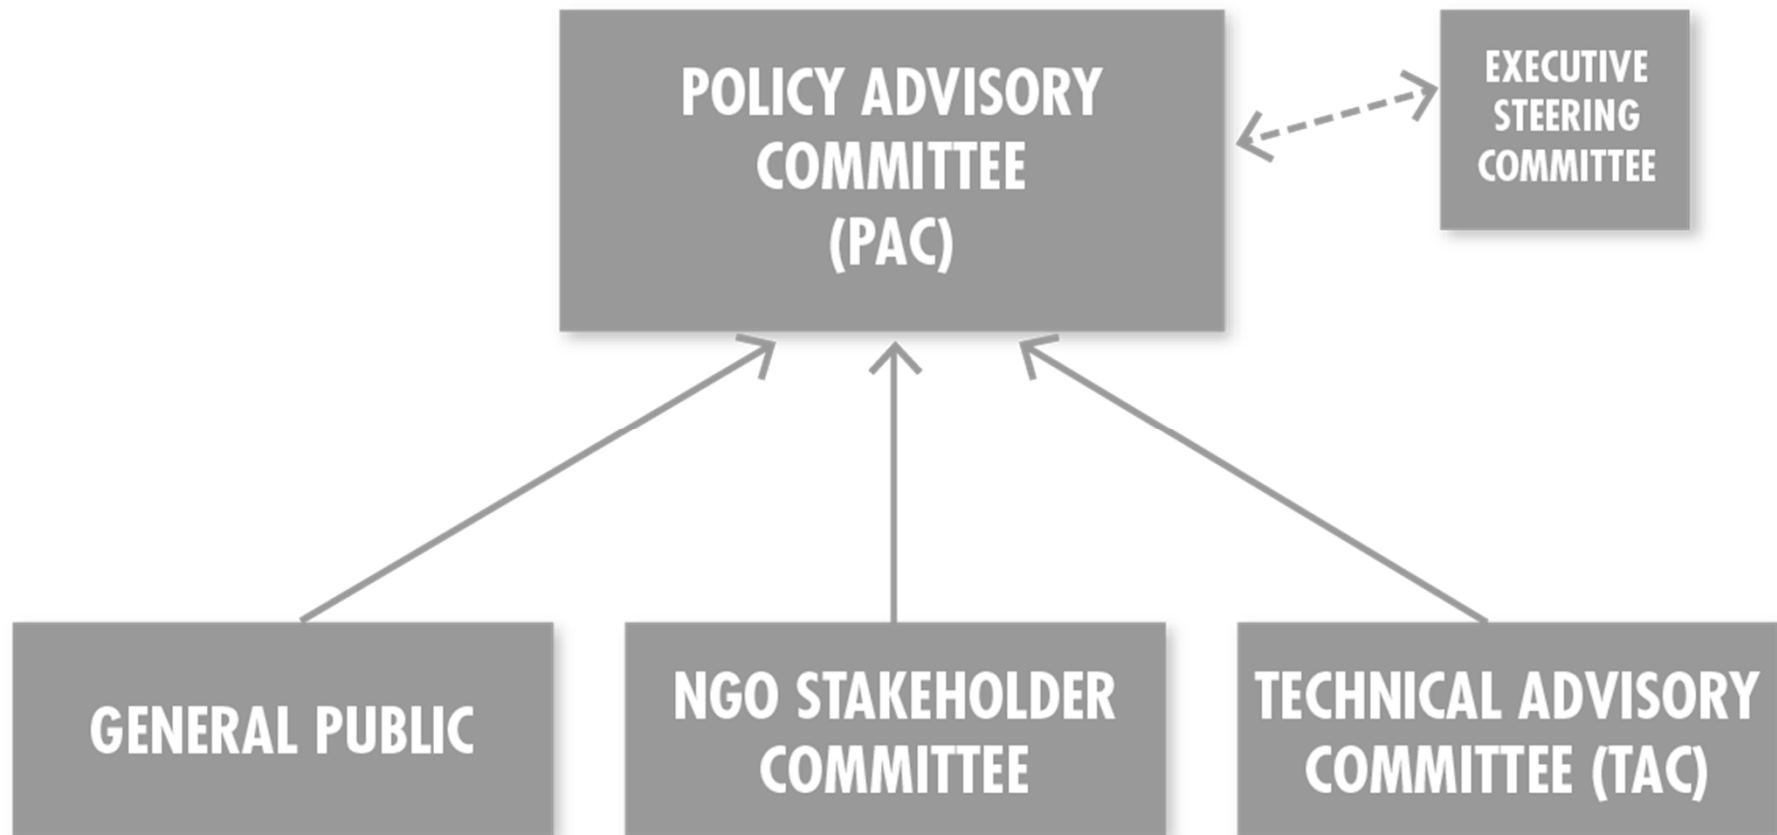 POLICY ADVISORY
COMMITTEE
(PAC)
EXECUTIVE
STEERING
COMMITTEE
GENERAL PUBLIC
NGO STAKEHOLDER
COMMITTEE
TECHNICAL ADVISORY
COMMITTEE (TAC)